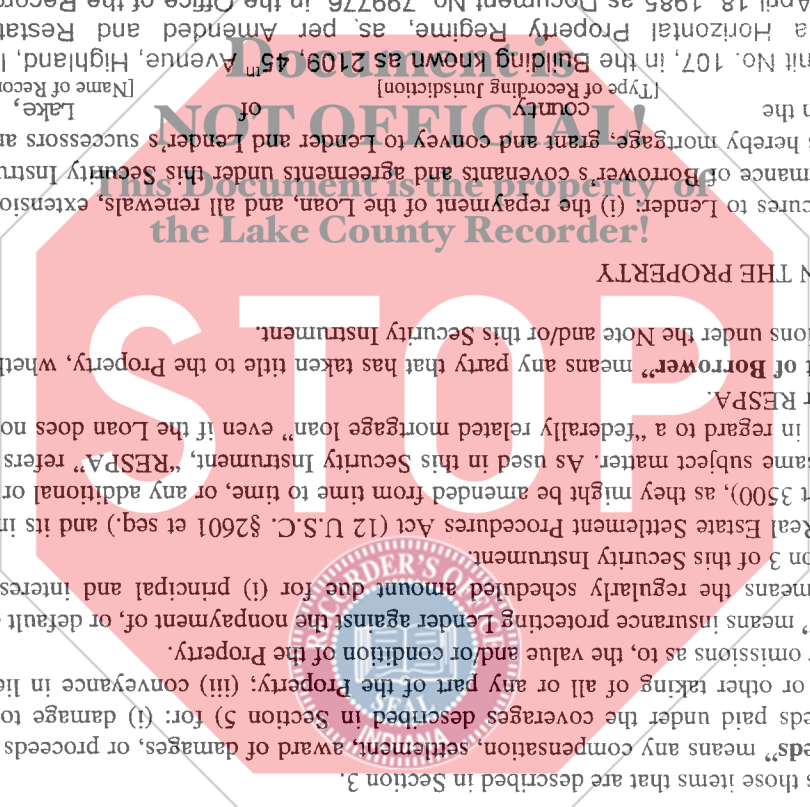 Document is
NOT OFFICIAL!
This Document is the property of
the Lake County Recorder!
STOP
RECORDER'S OFFICE
SEAL
INDIANA
s those items that are described in Section 3.
eds” means any compensation, settlement, award of damages, or proceeds
eds paid under the coverages described in Section 5) for: (i) damage to
or other taking of all or any part of the Property; (iii) conveyance in lie
r omissions as to, the value and/or condition of the Property.
” means insurance protecting Lender against the nonpayment of, or default
means the regularly scheduled amount due for (i) principal and interes
on 3 of this Security Instrument.
Real Estate Settlement Procedures Act (12 U.S.C. §2601 et seq.) and its im
t 3500), as they might be amended from time to time, or any additional or
ame subject matter. As used in this Security Instrument, “RESPA” refers
in regard to a “federally related mortgage loan” even if the Loan does no
r RESPA.
t of Borrower” means any party that has taken title to the Property, wheth
ions under the Note and/or this Security Instrument.
N THE PROPERTY
cures to Lender: (i) the repayment of the Loan, and all renewals, extension
mance of Borrower’s covenants and agreements under this Security Instru
s hereby mortgage, grant and convey to Lender and Lender’s successors an
n the county of Lake,
[Type of Recording Jurisdiction] [Name of Recor
nit No. 107, in the Building known as 2109, 45th Avenue, Highland, I
a Horizontal Property Regime, as per Amended and Restat
April 18, 1985 as Document No. 799776, in the Office of the Recor